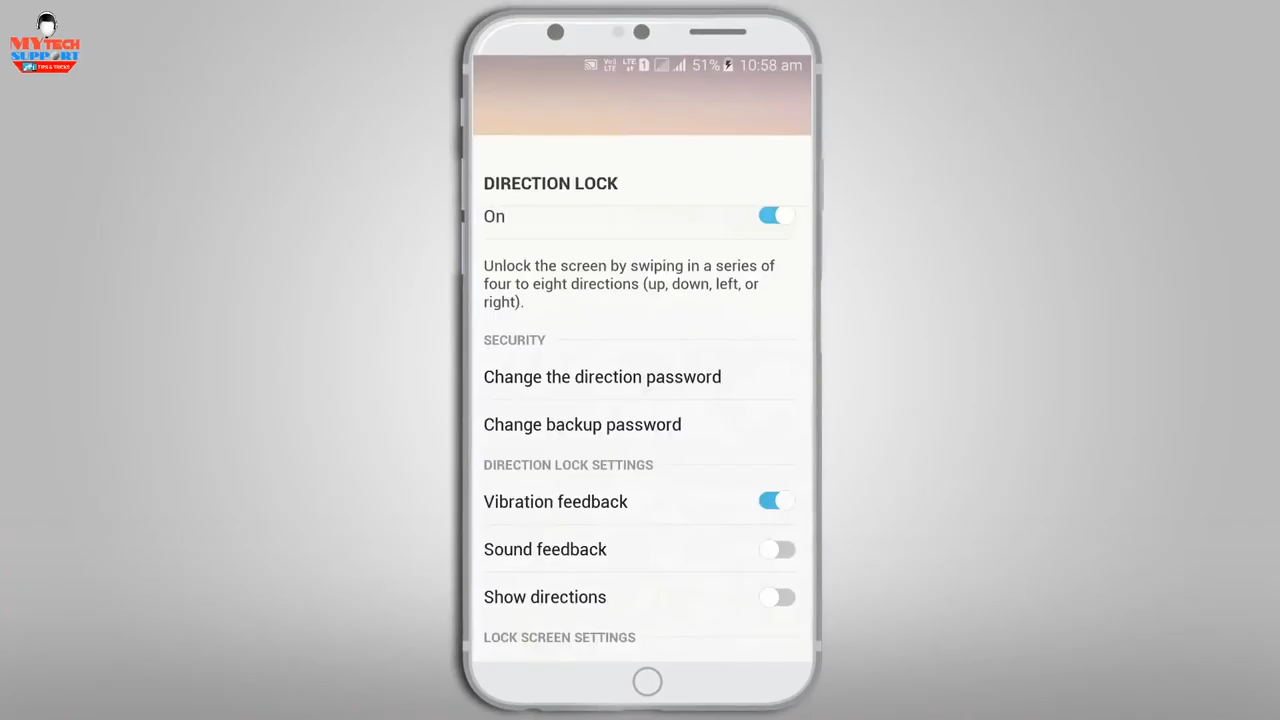 MYTECH
SUPPORT
TIPS & TRICKS
51% 10:58 am
DIRECTION LOCK
On
Unlock the screen by swiping in a series of
four to eight directions (up, down, left, or
right).
SECURITY
Change the direction password
Change backup password
DIRECTION LOCK SETTINGS
Vibration feedback
Sound feedback
Show directions
LOCK SCREEN SETTINGS